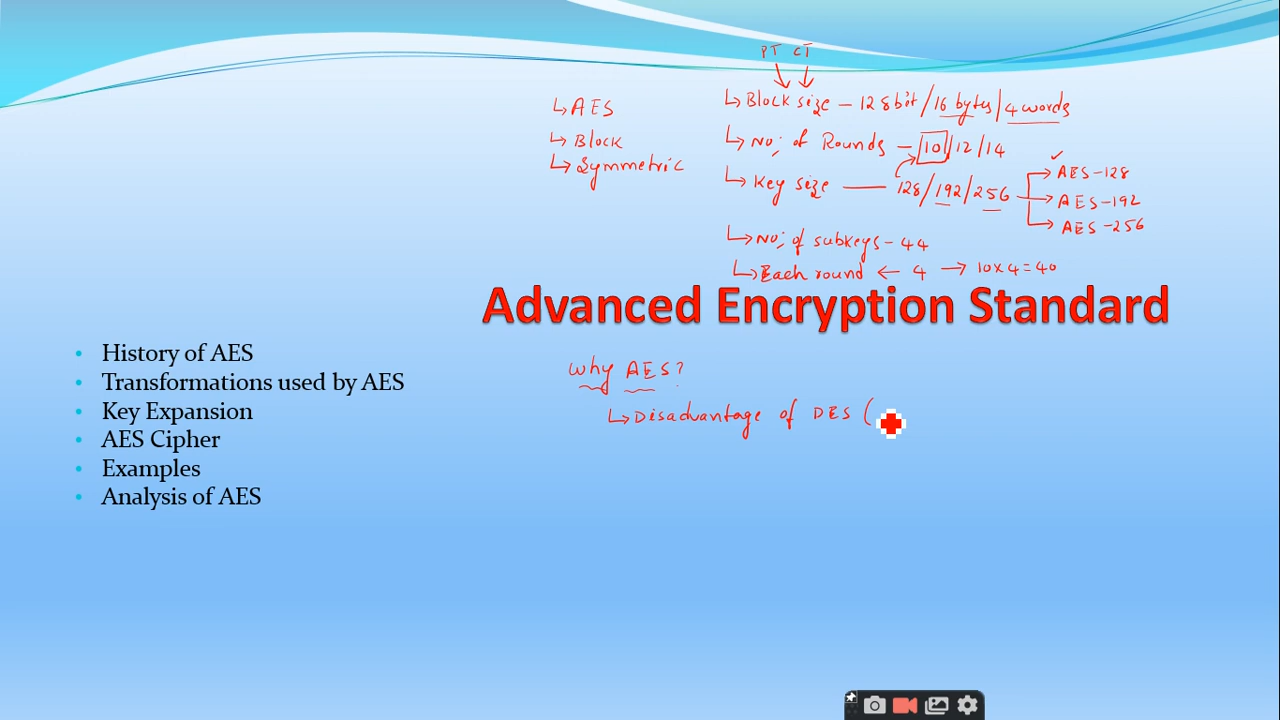 PT CT
↳ AES
↳ Block
↳ Symmetric
↳ Block size – 128 bit / 16 bytes / 4 words
↳ No; of Rounds – 10 / 12 / 14
↳ Key size — 128 / 192 / 256
✓
→ AES-128
→ AES-192
→ AES-256
↳ No; of subkeys – 44
↳ Each round ← 4 → 10 x 4 = 40
Advanced Encryption Standard
• History of AES
• Transformations used by AES
• Key Expansion
• AES Cipher
• Examples
• Analysis of AES
Why AES?
↳ Disadvantage of DES (